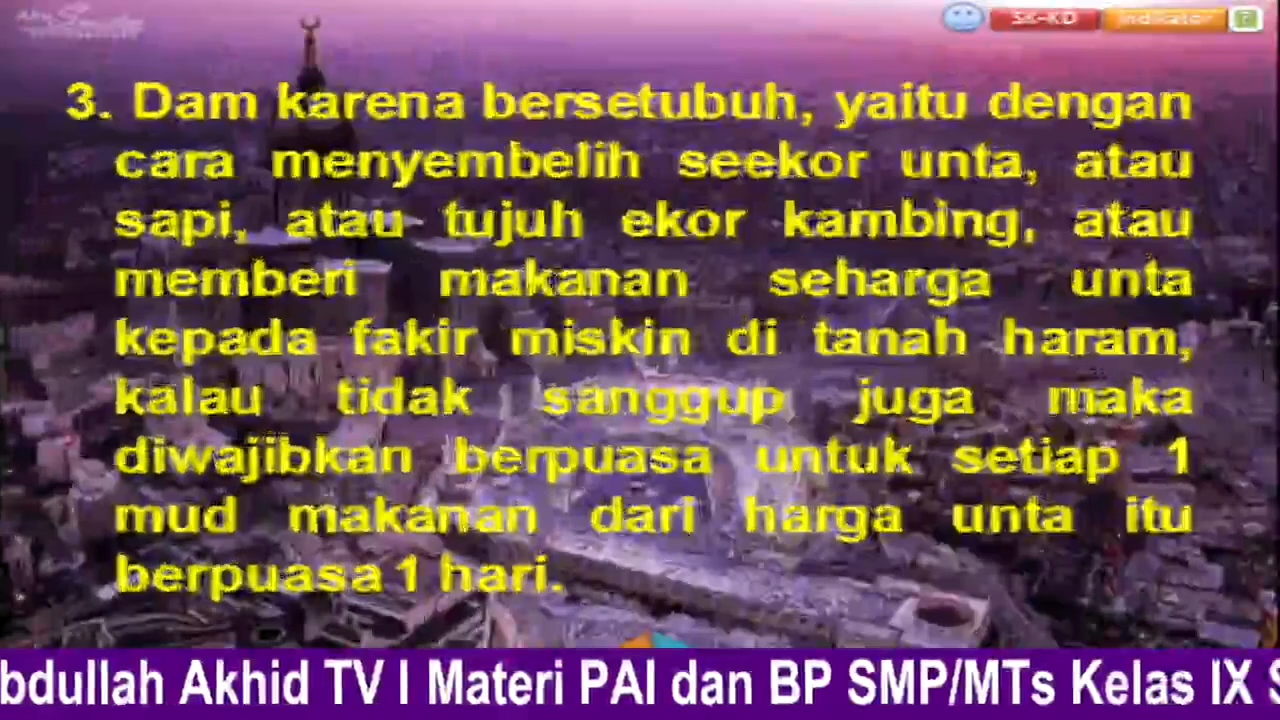 SK-KD Indikator ?
3. Dam karena bersetubuh, yaitu dengan
cara menyembelih seekor unta, atau
sapi, atau tujuh ekor kambing, atau
memberi makanan seharga unta
kepada fakir miskin di tanah haram,
kalau tidak sanggup juga maka
diwajibkan berpuasa untuk setiap 1
mud makanan dari harga unta itu
berpuasa 1 hari.
bdullah Akhid TV I Materi PAI dan BP SMP/MTs Kelas IX S